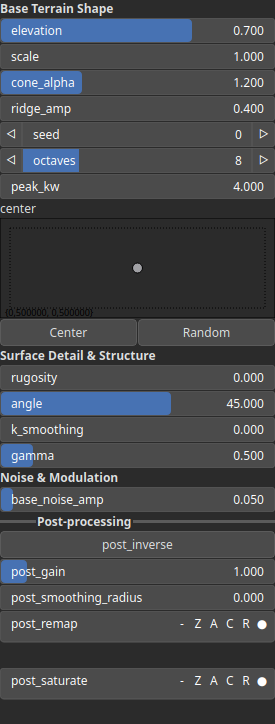 Base Terrain Shape
elevation 0.700
scale 1.000
cone_alpha 1.200
ridge_amp 0.400
seed 0
octaves 8
peak_kw 4.000
center
(0.500000, 0.500000)
Center Random
Surface Detail & Structure
rugosity 0.000
angle 45.000
k_smoothing 0.000
gamma 0.500
Noise & Modulation
base_noise_amp 0.050
Post-processing
post_inverse
post_gain 1.000
post_smoothing_radius 0.000
post_remap - Z A C R
post_saturate - Z A C R